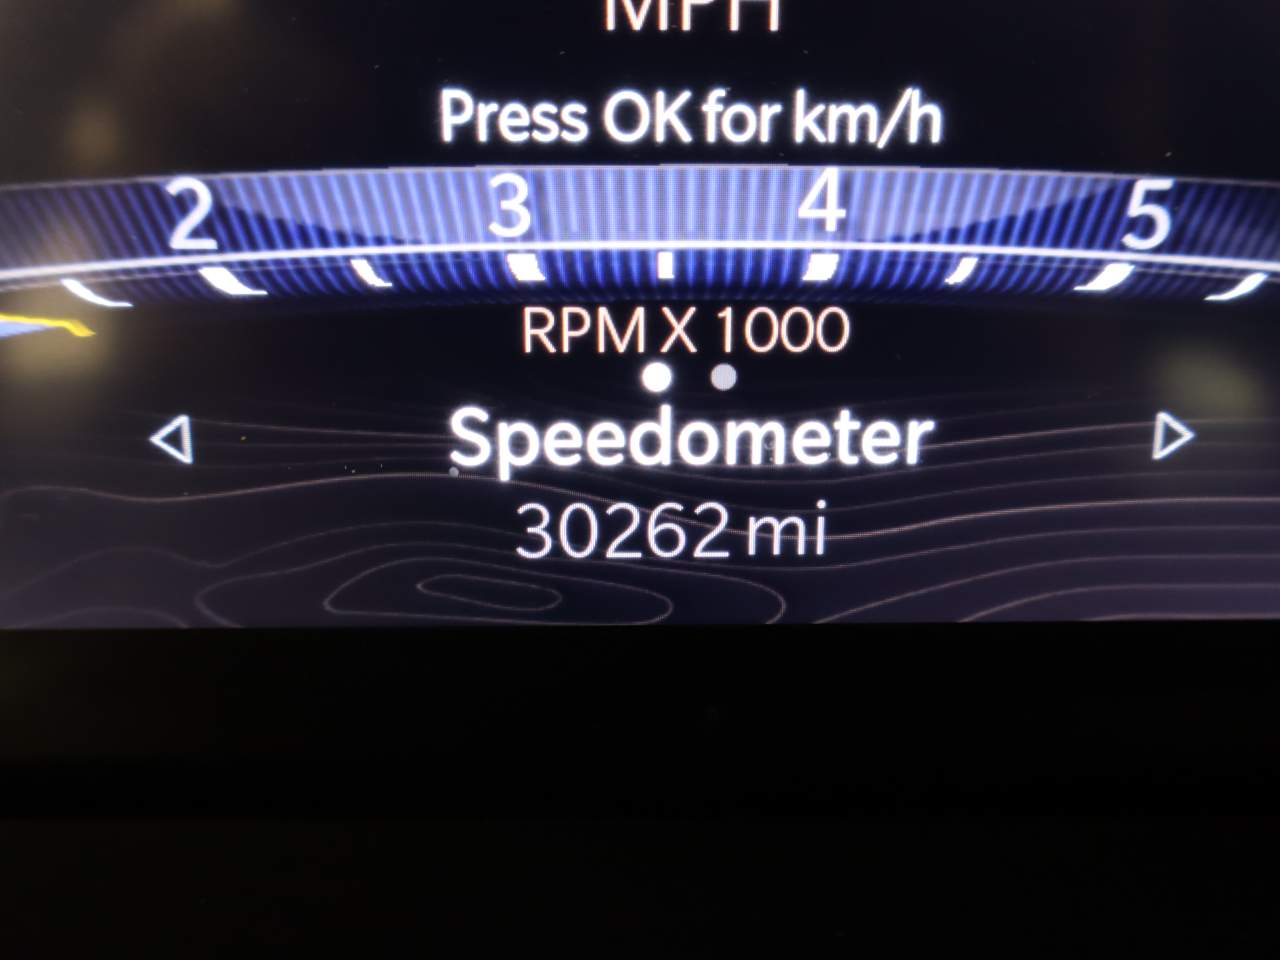 MPH
Press OK for km/h
2 3 4 5
RPM X 1000
Speedometer
30262 mi